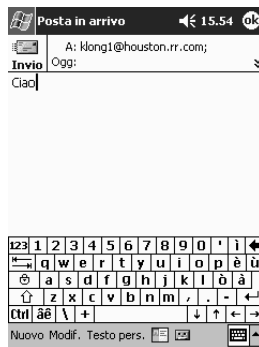 Posta in arrivo 15.54 ok
A: klong1@houston.rr.com;
Invio Ogg:
Ciao
123 1 2 3 4 5 6 7 8 9 0 ' ì
q w e r t y u i o p è ù
a s d f g h j k l ò à
z x c v b n m , . -
Ctrl áë \ +
Nuovo Modif. Testo pers.